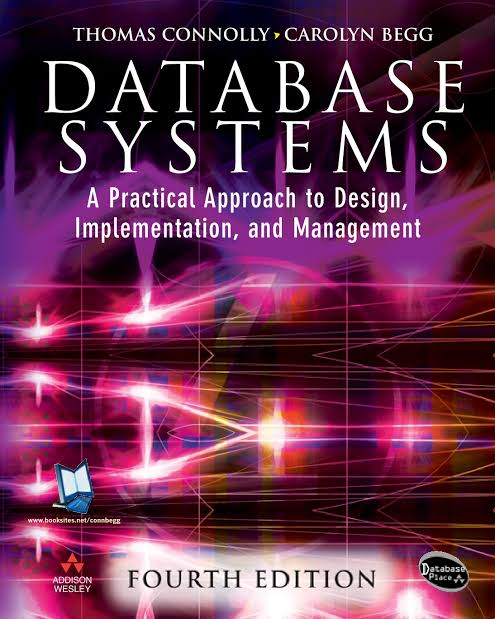 THOMAS CONNOLLY CAROLYN BEGG
DATABASE
SYSTEMS
A Practical Approach to Design,
Implementation, and Management
www.booksites.net/connbegg
ADDISON
WESLEY
FOURTH EDITION
Database
Place